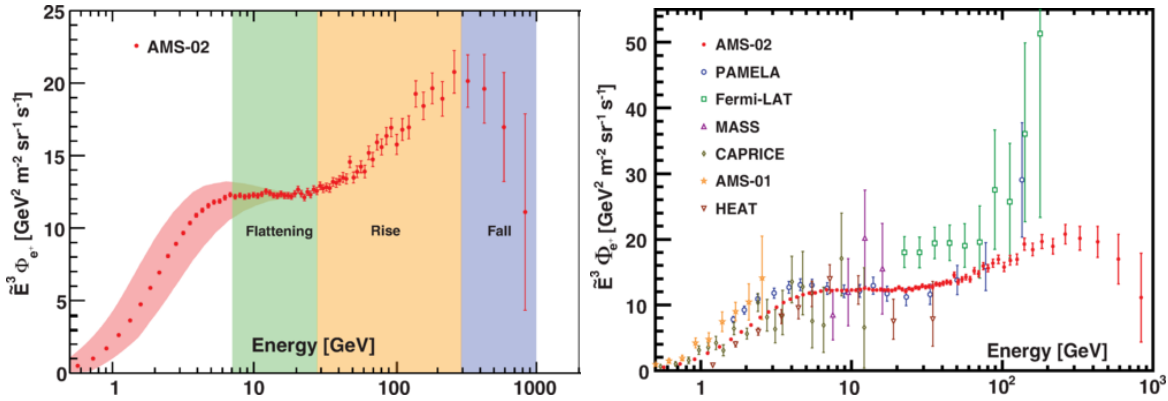 25
20
15
10
5
0
Ẽ³ Φₑ⁺ [GeV² m⁻² sr⁻¹ s⁻¹]
AMS-02
Flattening
Rise
Fall
Energy [GeV]
1 10 100 1000
50
40
30
20
10
0
Ẽ³ Φₑ⁺ [GeV² m⁻² sr⁻¹ s⁻¹]
AMS-02
PAMELA
Fermi-LAT
MASS
CAPRICE
AMS-01
HEAT
Energy [GeV]
1 10 10² 10³